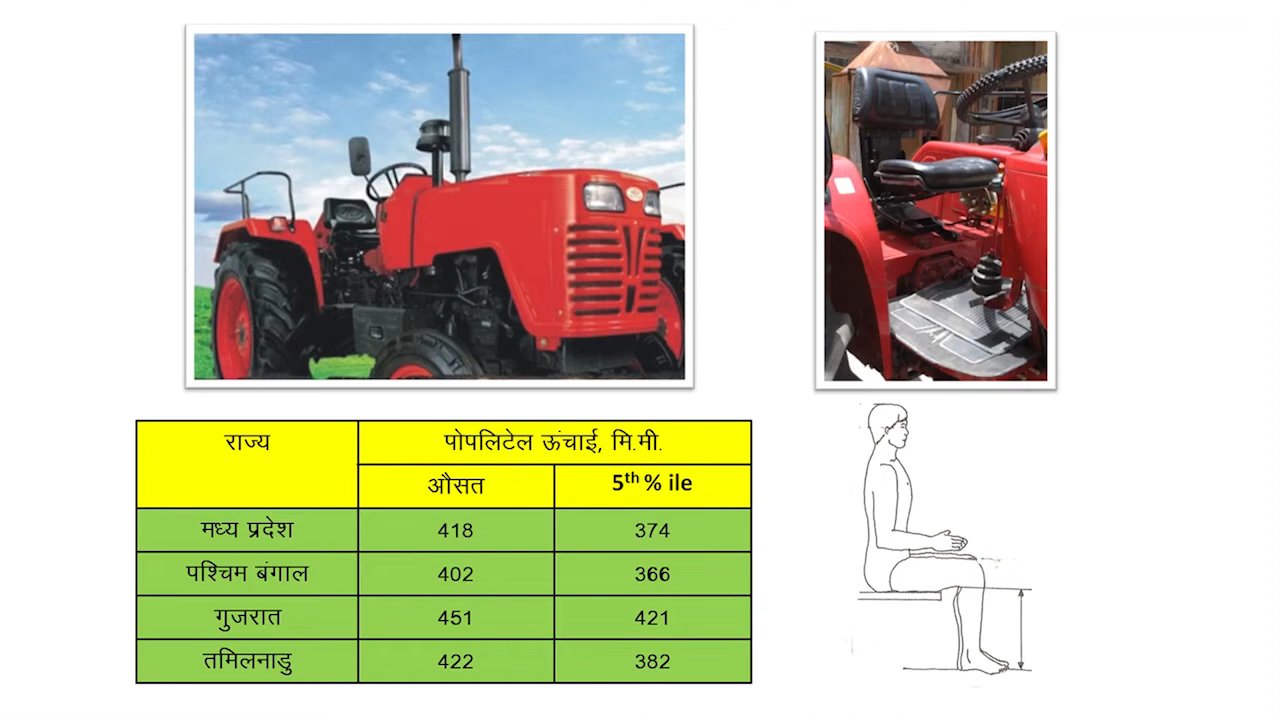 राज्य पोपलिटेल ऊंचाई, मि.मी.
औसत 5th % ile
मध्य प्रदेश 418 374
पश्चिम बंगाल 402 366
गुजरात 451 421
तमिलनाडु 422 382